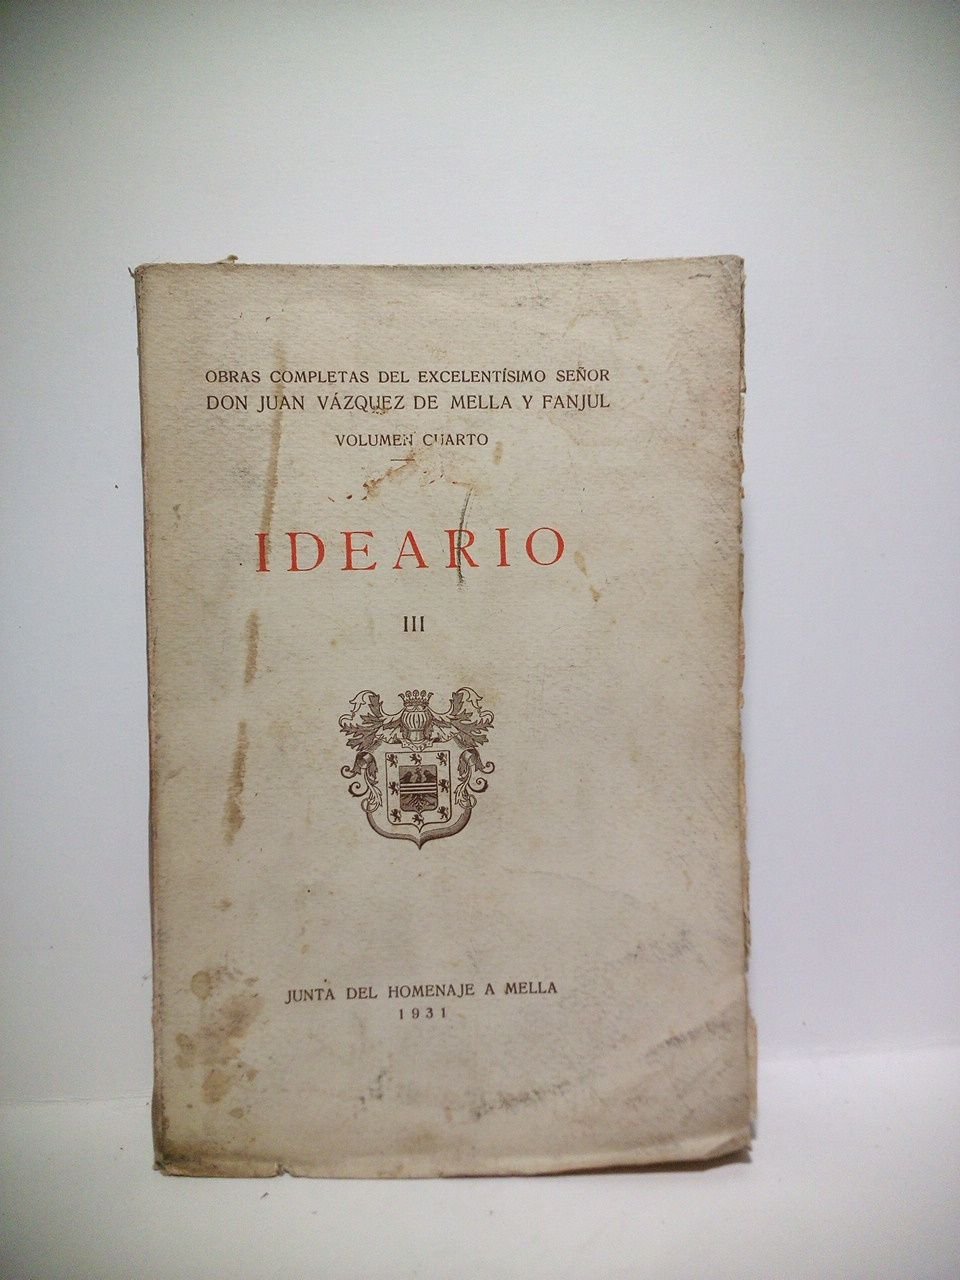 OBRAS COMPLETAS DEL EXCELENTÍSIMO SEÑOR
DON JUAN VÁZQUEZ DE MELLA Y FANJUL
VOLUMEN CUARTO
IDEARIO
III
JUNTA DEL HOMENAJE A MELLA
1931